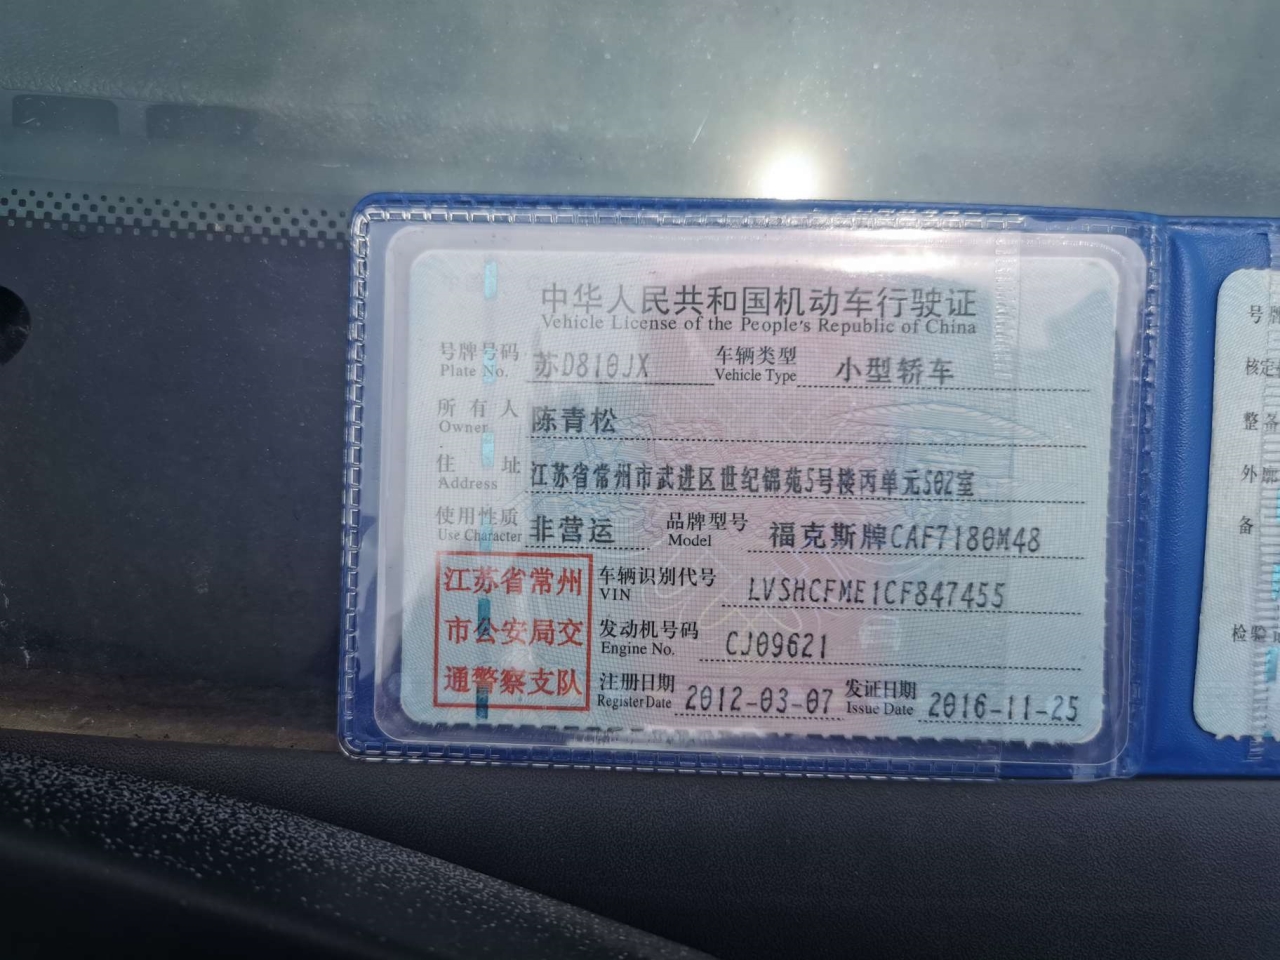 中华人民共和国机动车行驶证
Vehicle License of the People's Republic of China
号牌号码 苏D810JX 车辆类型 小型轿车
Plate No. Vehicle Type
所有人 陈青松
Owner
住址 江苏省常州市武进区世纪锦苑5号楼丙单元502室
Address
使用性质 非营运 品牌型号 福克斯牌CAF7180M48
Use Character Model
江苏省常州
市公安局交
通警察支队
车辆识别代号 LVSHCFME1CF847455
VIN
发动机号码 CJ09621
Engine No.
注册日期 2012-03-07 发证日期 2016-11-25
Register Date Issue Date
号牌
核定
整备
外廓
备
检验